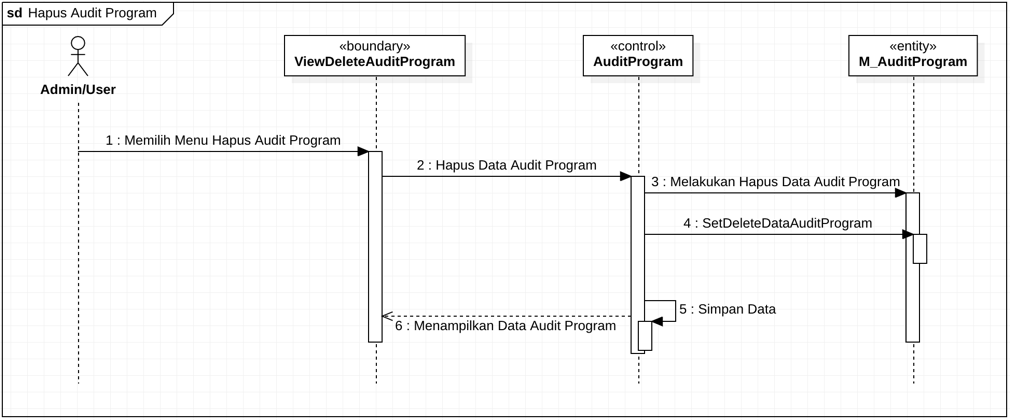 sd Hapus Audit Program
«boundary»
ViewDeleteAuditProgram
«control»
AuditProgram
«entity»
M_AuditProgram
Admin/User
1 : Memilih Menu Hapus Audit Program
2 : Hapus Data Audit Program
3 : Melakukan Hapus Data Audit Program
4 : SetDeleteDataAuditProgram
5 : Simpan Data
6 : Menampilkan Data Audit Program